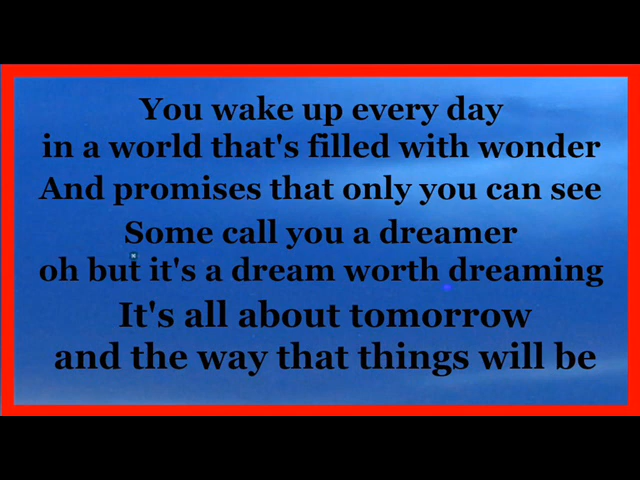 You wake up every day
in a world that's filled with wonder
And promises that only you can see
Some call you a dreamer
oh but it's a dream worth dreaming
It's all about tomorrow
and the way that things will be